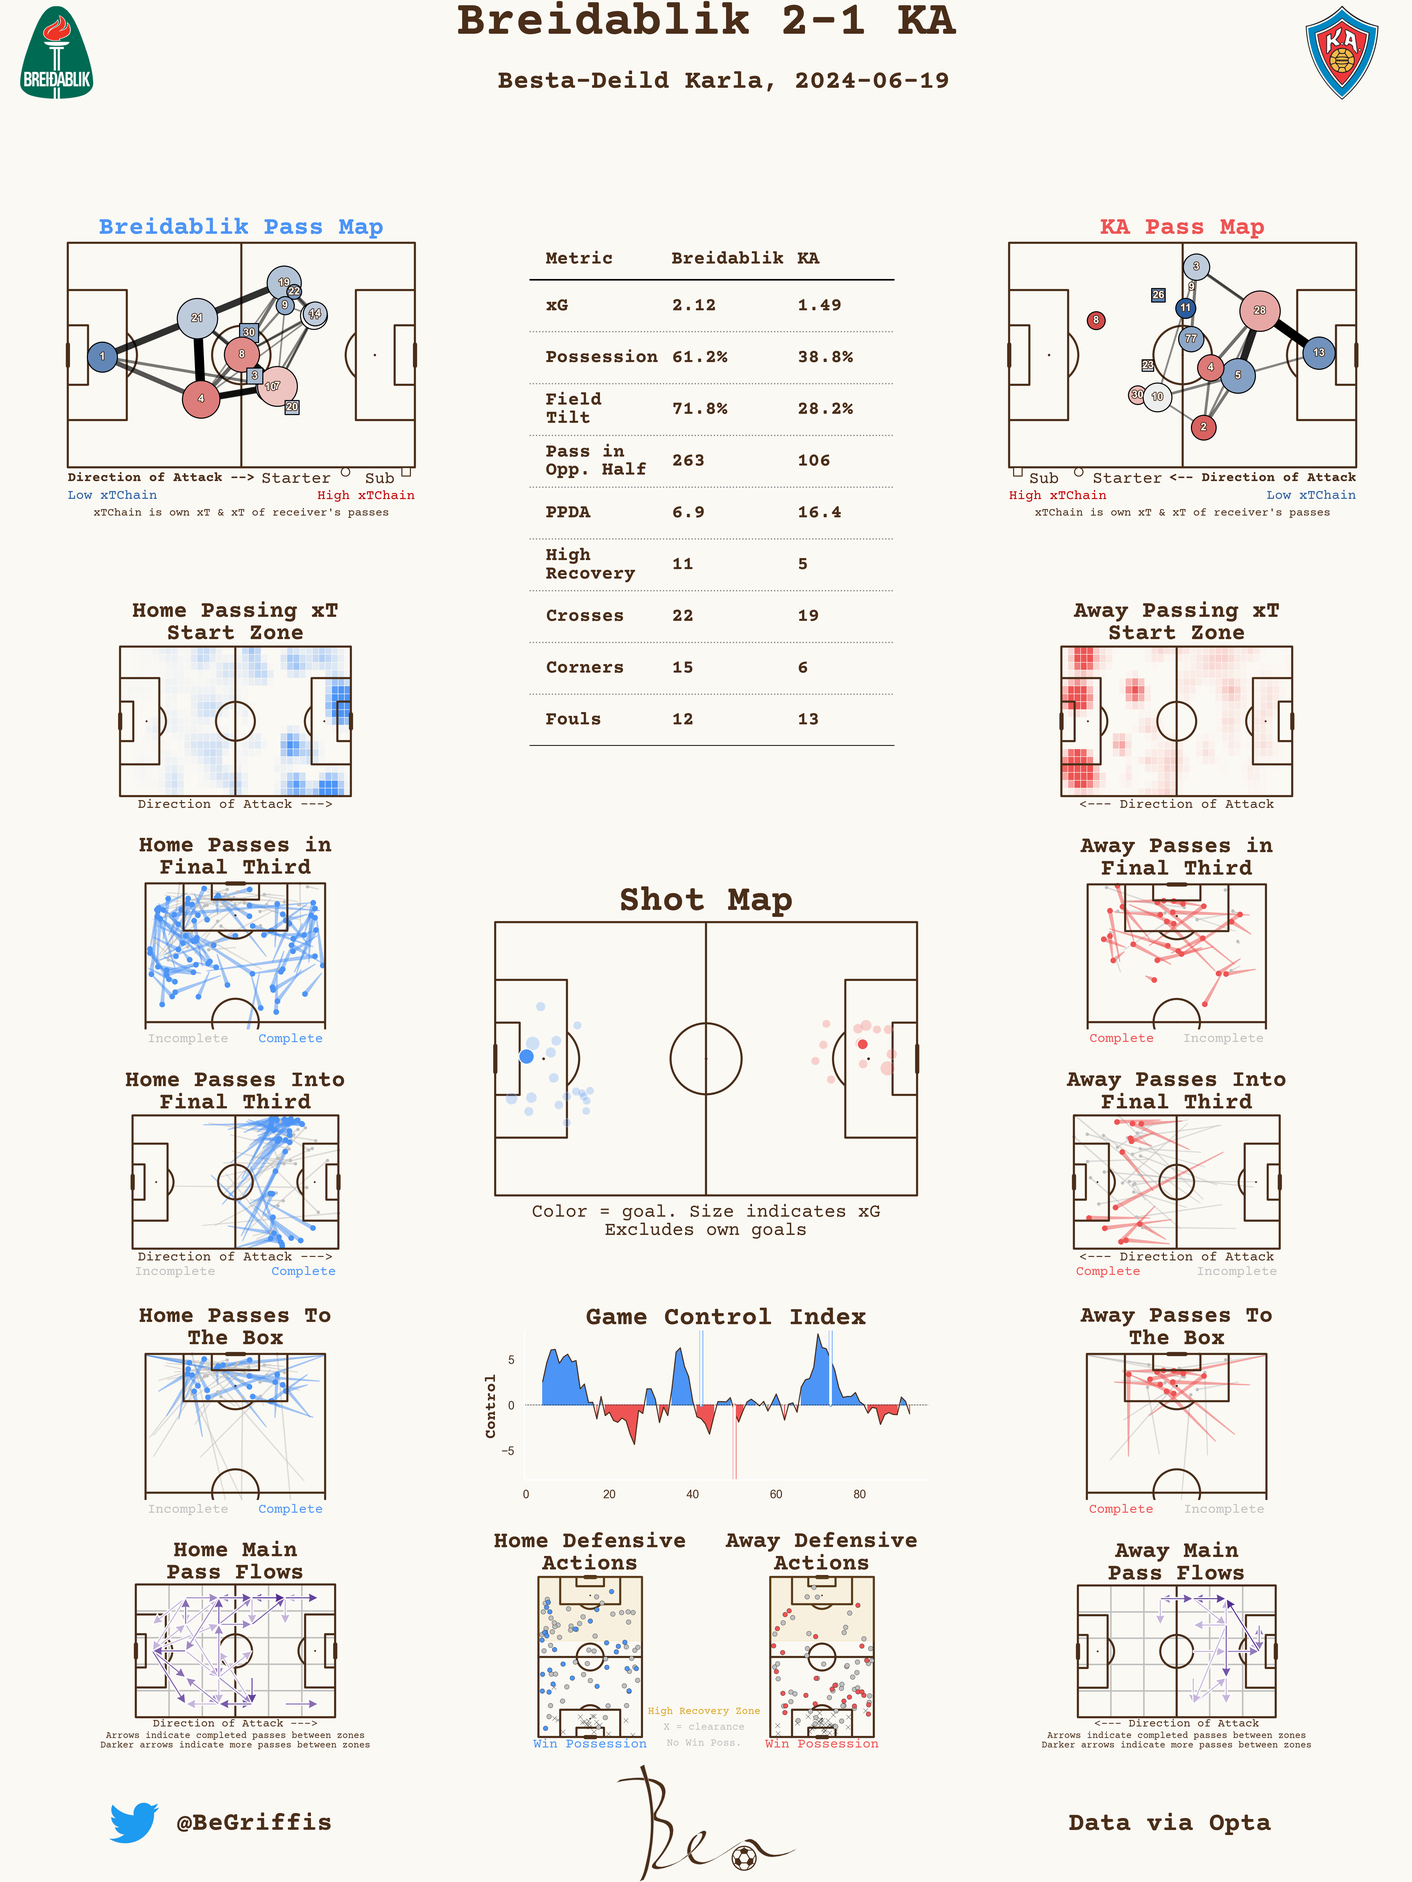 Breidablik 2-1 KA
Besta-Deild Karla, 2024-06-19
BREIÐABLIK
KA
Breidablik Pass Map
1
21
4
19
22
9
14
30
8
3
10
7
20
Direction of Attack --> Starter Sub
Low xTChain High xTChain
xTChain is own xT & xT of receiver's passes
Metric Breidablik KA
xG 2.12 1.49
Possession 61.2% 38.8%
Field
Tilt 71.8% 28.2%
Pass in
Opp. Half 263 106
PPDA 6.9 16.4
High
Recovery 11 5
Crosses 22 19
Corners 15 6
Fouls 12 13
KA Pass Map
3
9
26
11
8
28
77
13
23
4
5
30
10
2
Sub Starter <-- Direction of Attack
High xTChain Low xTChain
xTChain is own xT & xT of receiver's passes
Home Passing xT
Start Zone
Direction of Attack --->
Away Passing xT
Start Zone
<--- Direction of Attack
Home Passes in
Final Third
Incomplete Complete
Away Passes in
Final Third
Complete Incomplete
Shot Map
Color = goal. Size indicates xG
Excludes own goals
Home Passes Into
Final Third
Direction of Attack --->
Incomplete Complete
Away Passes Into
Final Third
<--- Direction of Attack
Complete Incomplete
Home Passes To
The Box
Incomplete Complete
Game Control Index
Control
5
0
−5
0 20 40 60 80
Away Passes To
The Box
Complete Incomplete
Home Main
Pass Flows
Direction of Attack --->
Arrows indicate completed passes between zones
Darker arrows indicate more passes between zones
Home Defensive
Actions
Win Possession
Away Defensive
Actions
Win Possession
High Recovery Zone
X = clearance
No Win Poss.
Away Main
Pass Flows
<--- Direction of Attack
Arrows indicate completed passes between zones
Darker arrows indicate more passes between zones
@BeGriffis
Ben
Data via Opta